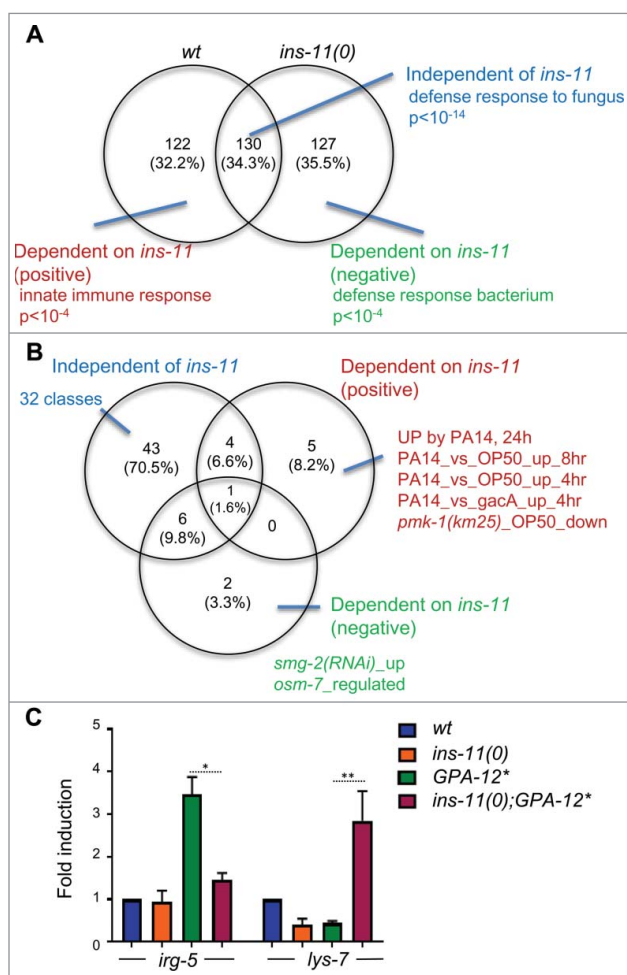 A
wt
ins-11(0)
Independent of ins-11
defense response to fungus
p<10-14
122
(32.2%)
130
(34.3%)
127
(35.5%)
Dependent on ins-11
(positive)
innate immune response
p<10-4
Dependent on ins-11
(negative)
defense response bacterium
p<10-4
B
Independent of ins-11
Dependent on ins-11
(positive)
32 classes
43
(70.5%)
4
(6.6%)
5
(8.2%)
UP by PA14, 24h
PA14_vs_OP50_up_8hr
PA14_vs_OP50_up_4hr
PA14_vs_gacA_up_4hr
pmk-1(km25)_OP50_down
1
(1.6%)
6
(9.8%)
0
2
(3.3%)
Dependent on ins-11
(negative)
smg-2(RNAi)_up
osm-7_regulated
C
Fold induction
5
4
3
2
1
0
*
**
irg-5
lys-7
wt
ins-11(0)
GPA-12*
ins-11(0);GPA-12*